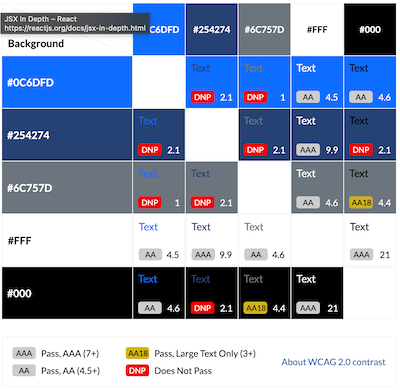 JSX In Depth – React
https://reactjs.org/docs/jsx-in-depth.html
C6DFD #254274 #6C757D #FFF #000
Background
#0C6DFD Text DNP 2.1 Text DNP 1 Text AA 4.5 Text AA 4.6
#254274 Text DNP 2.1 Text DNP 2.1 Text AAA 9.9 Text DNP 2.1
#6C757D Text DNP 1 Text DNP 2.1 Text AA 4.6 Text AA18 4.4
#FFF Text AA 4.5 Text AAA 9.9 Text AA 4.6 Text AAA 21
#000 Text AA 4.6 Text DNP 2.1 Text AA18 4.4 Text AAA 21
AAA Pass, AAA (7+) AA18 Pass, Large Text Only (3+)
About WCAG 2.0 contrast
AA Pass, AA (4.5+) DNP Does Not Pass